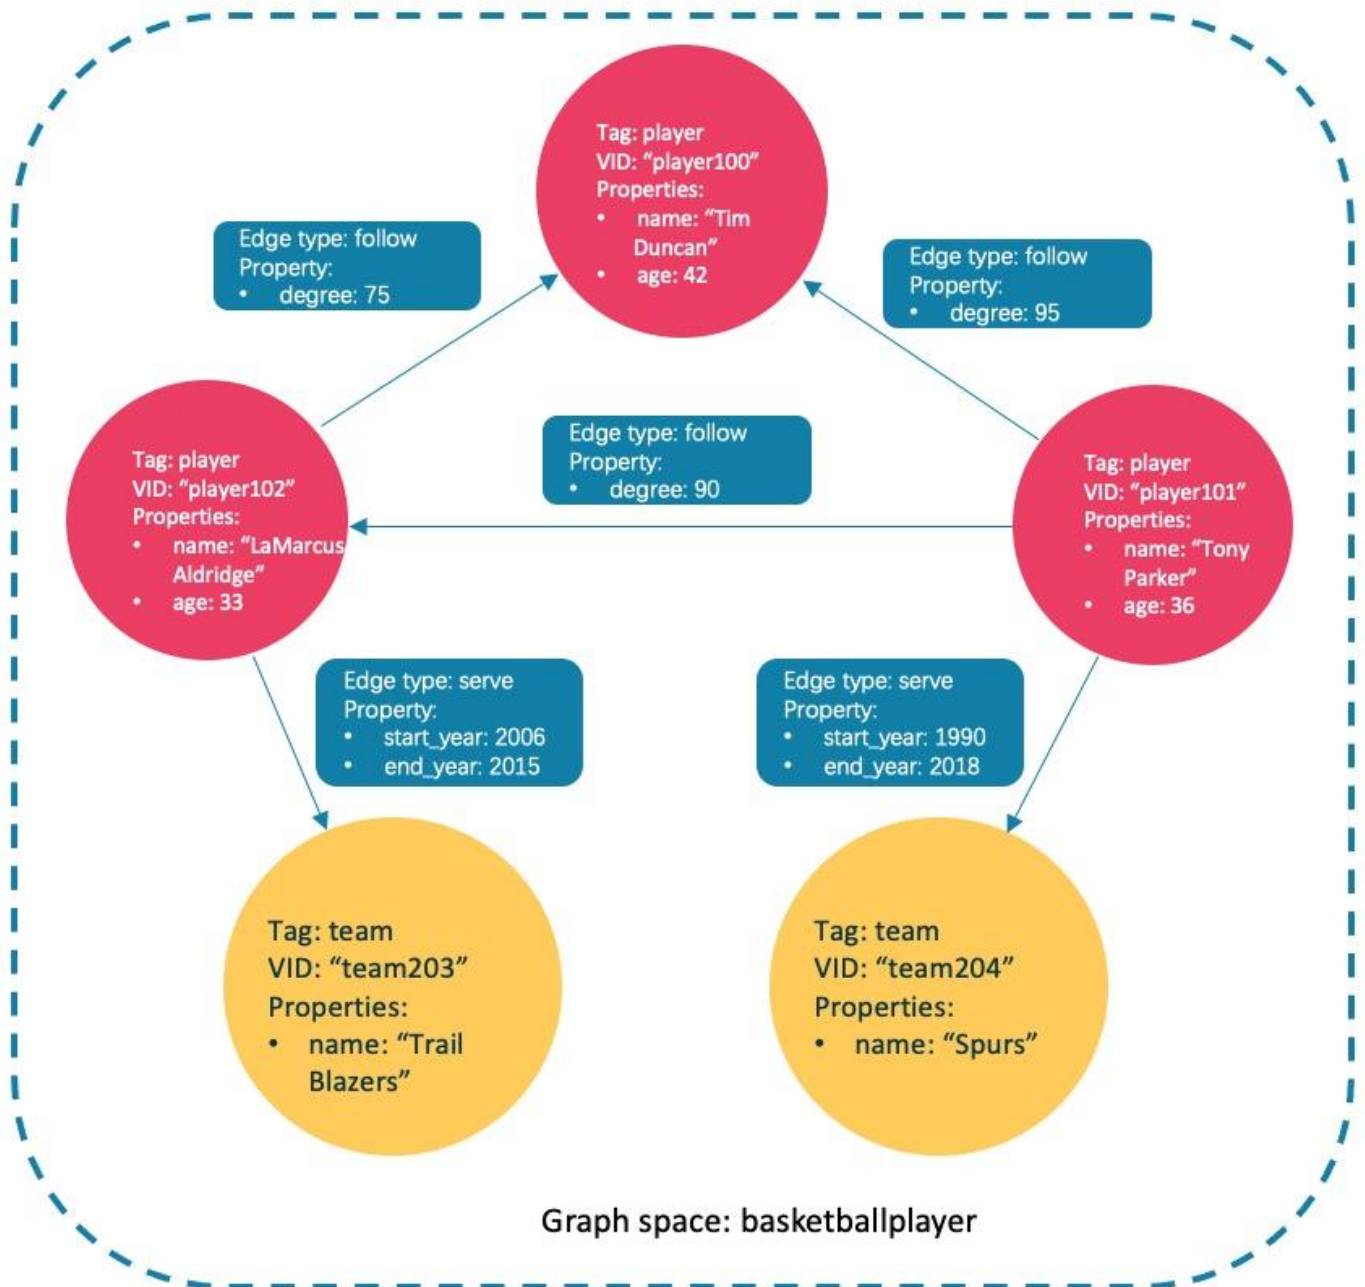 Tag: player
VID: “player100”
Properties:
• name: “Tim
Duncan”
• age: 42
Edge type: follow
Property:
• degree: 75
Edge type: follow
Property:
• degree: 95
Edge type: follow
Property:
• degree: 90
Tag: player
VID: “player102”
Properties:
• name: “LaMarcus
Aldridge”
• age: 33
Tag: player
VID: “player101”
Properties:
• name: “Tony
Parker”
• age: 36
Edge type: serve
Property:
• start_year: 2006
• end_year: 2015
Edge type: serve
Property:
• start_year: 1990
• end_year: 2018
Tag: team
VID: “team203”
Properties:
• name: “Trail
Blazers”
Tag: team
VID: “team204”
Properties:
• name: “Spurs”
Graph space: basketballplayer